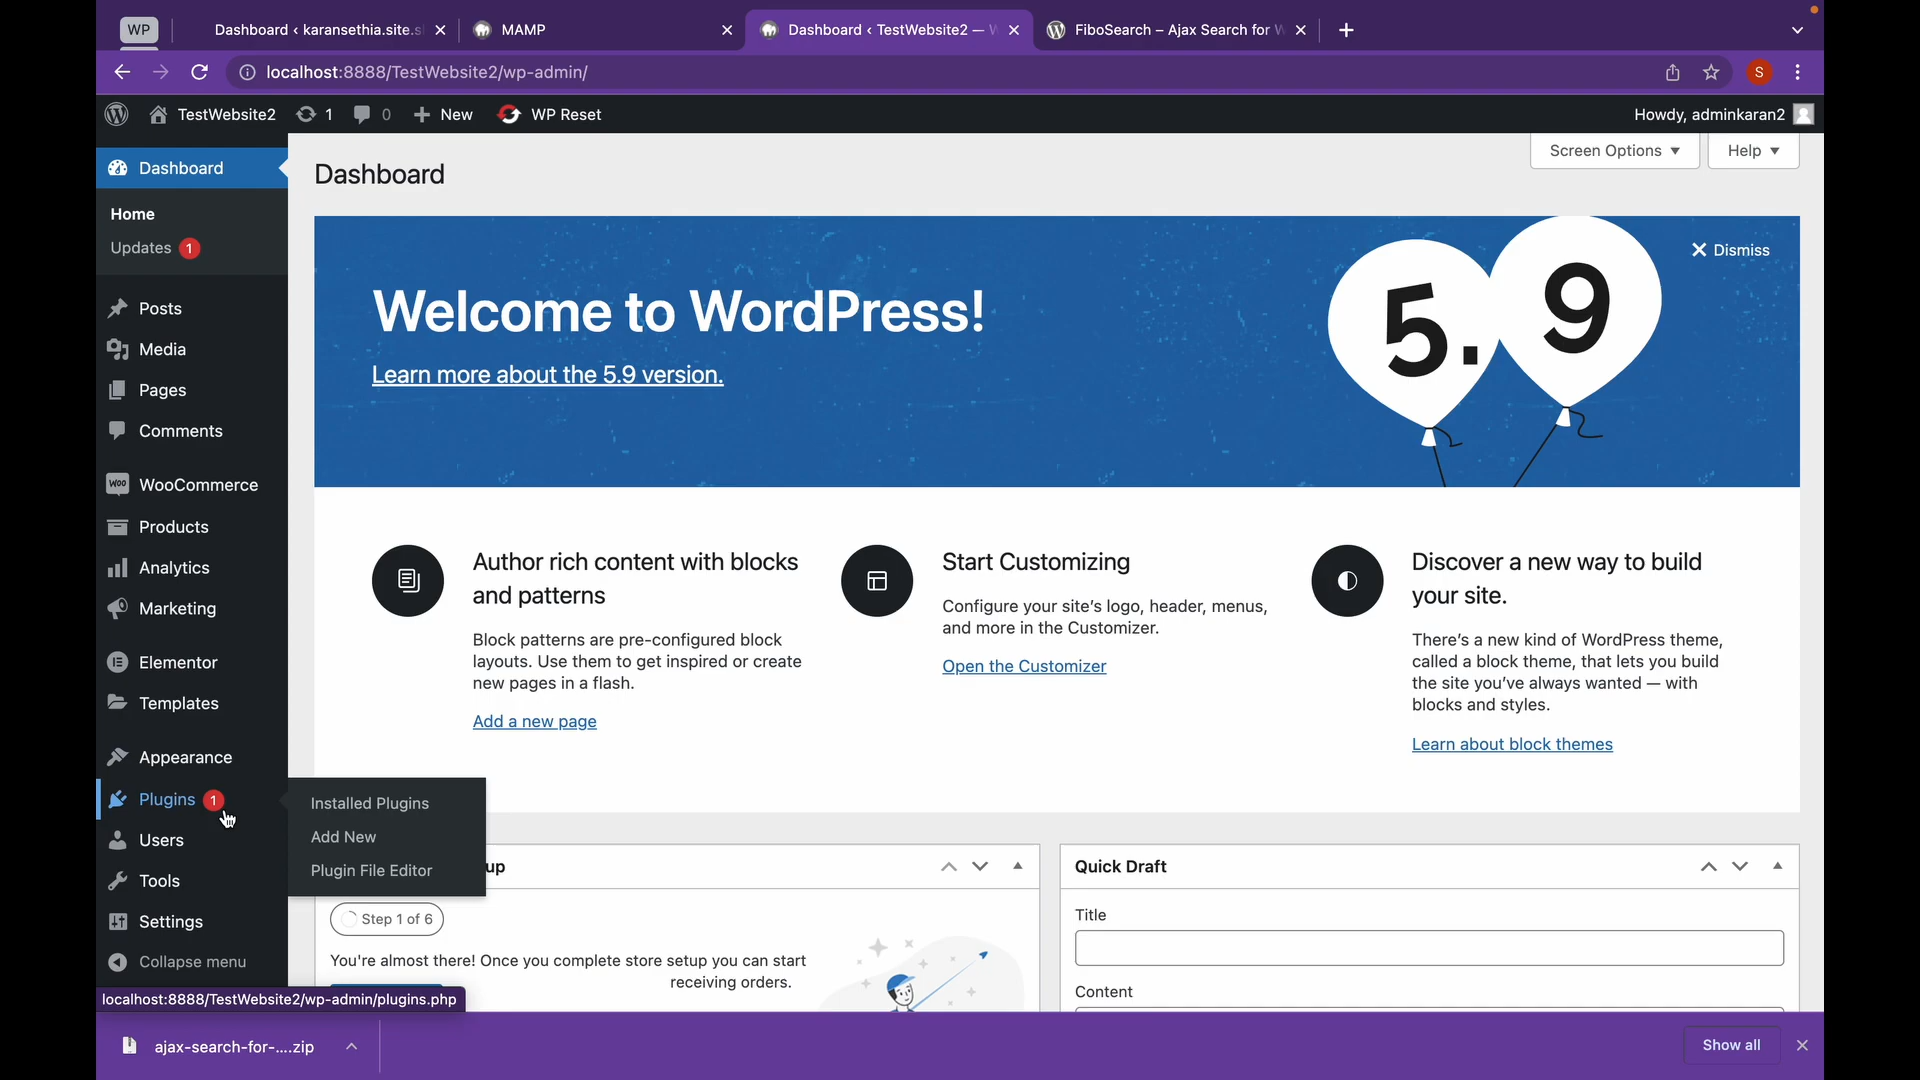 WP
Dashboard ‹ karansethia.site.s
MAMP
Dashboard ‹ TestWebsite2 — W
FiboSearch – Ajax Search for W
localhost:8888/TestWebsite2/wp-admin/
S
TestWebsite2
1
0
New
WP Reset
Howdy, adminkaran2
Dashboard
Home
Updates 1
Posts
Media
Pages
Comments
Woo WooCommerce
Products
Analytics
Marketing
Elementor
Templates
Appearance
Plugins 1
Users
Tools
Settings
Collapse menu
Installed Plugins
Add New
Plugin File Editor
Dashboard
Screen Options
Help
Welcome to WordPress!
Learn more about the 5.9 version.
5.9
Dismiss
Author rich content with blocks
and patterns
Block patterns are pre-configured block
layouts. Use them to get inspired or create
new pages in a flash.
Add a new page
Start Customizing
Configure your site's logo, header, menus,
and more in the Customizer.
Open the Customizer
Discover a new way to build
your site.
There's a new kind of WordPress theme,
called a block theme, that lets you build
the site you've always wanted — with
blocks and styles.
Learn about block themes
up
Step 1 of 6
You're almost there! Once you complete store setup you can start
receiving orders.
Quick Draft
Title
Content
localhost:8888/TestWebsite2/wp-admin/plugins.php
ajax-search-for-....zip
Show all